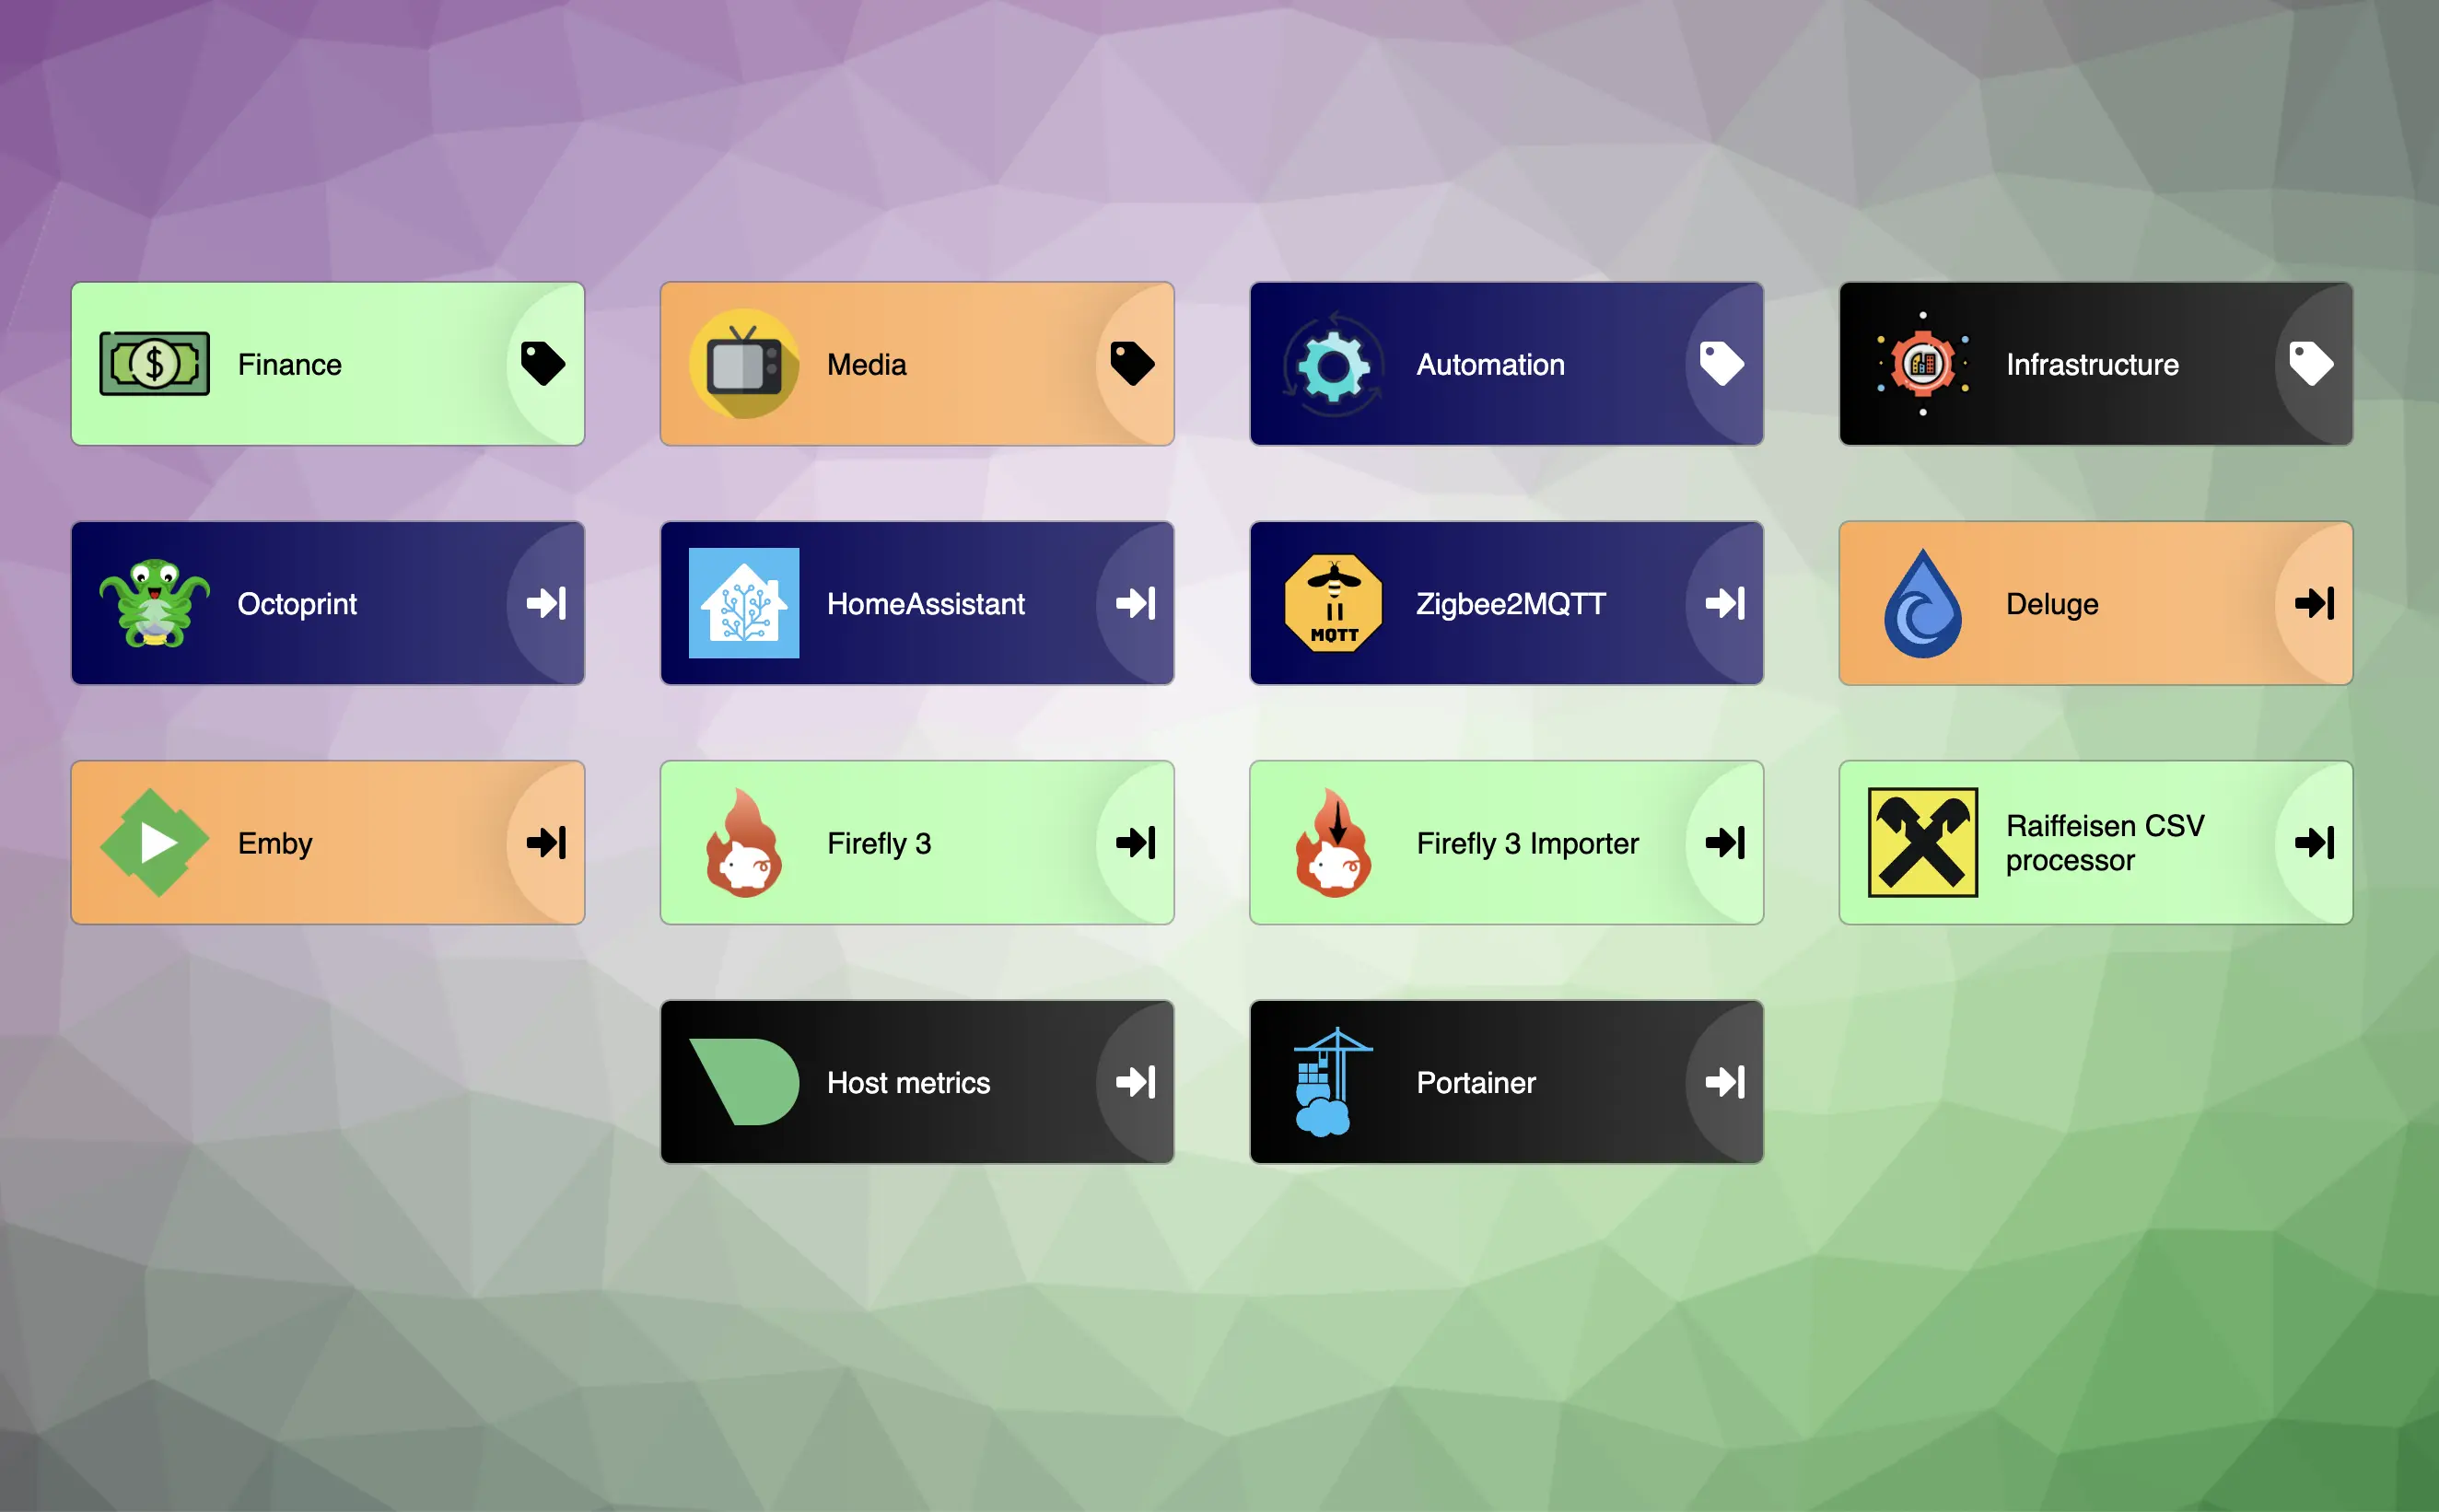 Finance
Media
Automation
Infrastructure
Octoprint
HomeAssistant
MQTT
Zigbee2MQTT
Deluge
Emby
Firefly 3
Firefly 3 Importer
Raiffeisen CSV
processor
Host metrics
Portainer